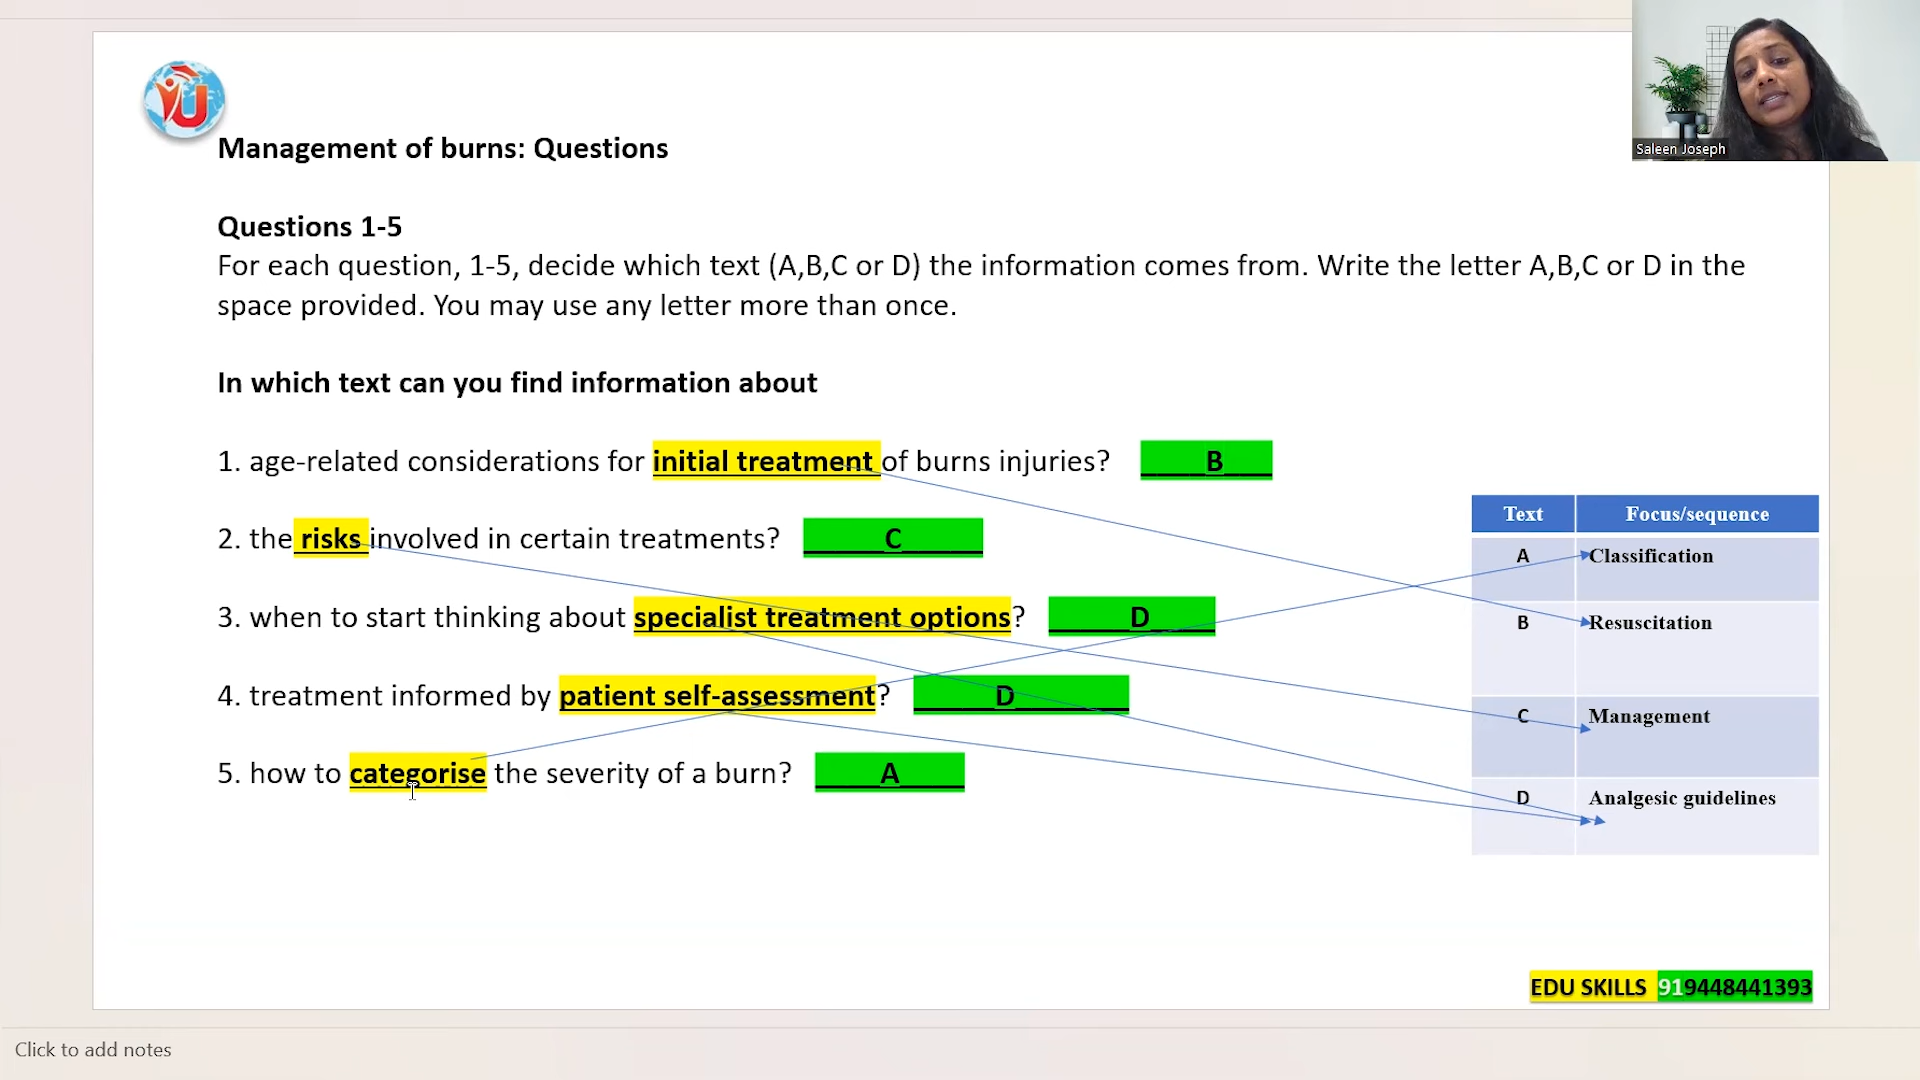 Saleen Joseph
U
Management of burns: Questions
Questions 1-5
For each question, 1-5, decide which text (A,B,C or D) the information comes from. Write the letter A,B,C or D in the
space provided. You may use any letter more than once.
In which text can you find information about
1. age-related considerations for initial treatment of burns injuries? B
2. the risks involved in certain treatments? C
3. when to start thinking about specialist treatment options? D
4. treatment informed by patient self-assessment? D
5. how to categorise the severity of a burn? A
Text Focus/sequence
A Classification
B Resuscitation
C Management
D Analgesic guidelines
EDU SKILLS 919448441393
Click to add notes